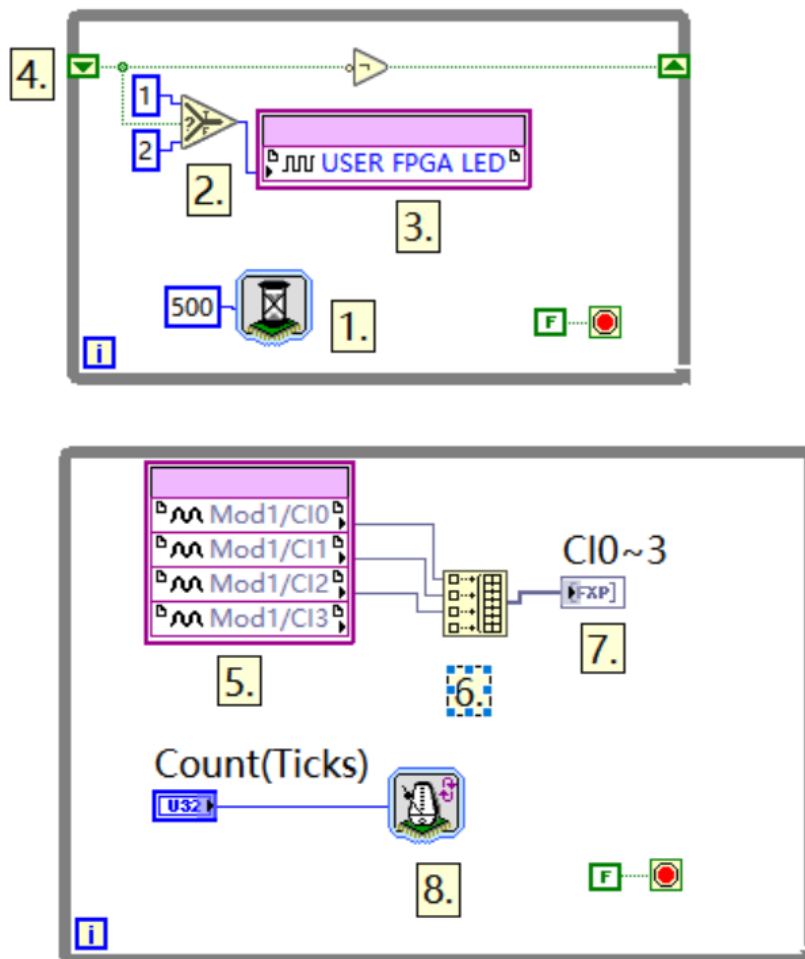 4.
1
2
?
T
F
2.
USER FPGA LED
3.
500
1.
F
i
Mod1/CI0
Mod1/CI1
Mod1/CI2
Mod1/CI3
CI0~3
[FXP]
5.
6.
7.
Count(Ticks)
U32
8.
F
i